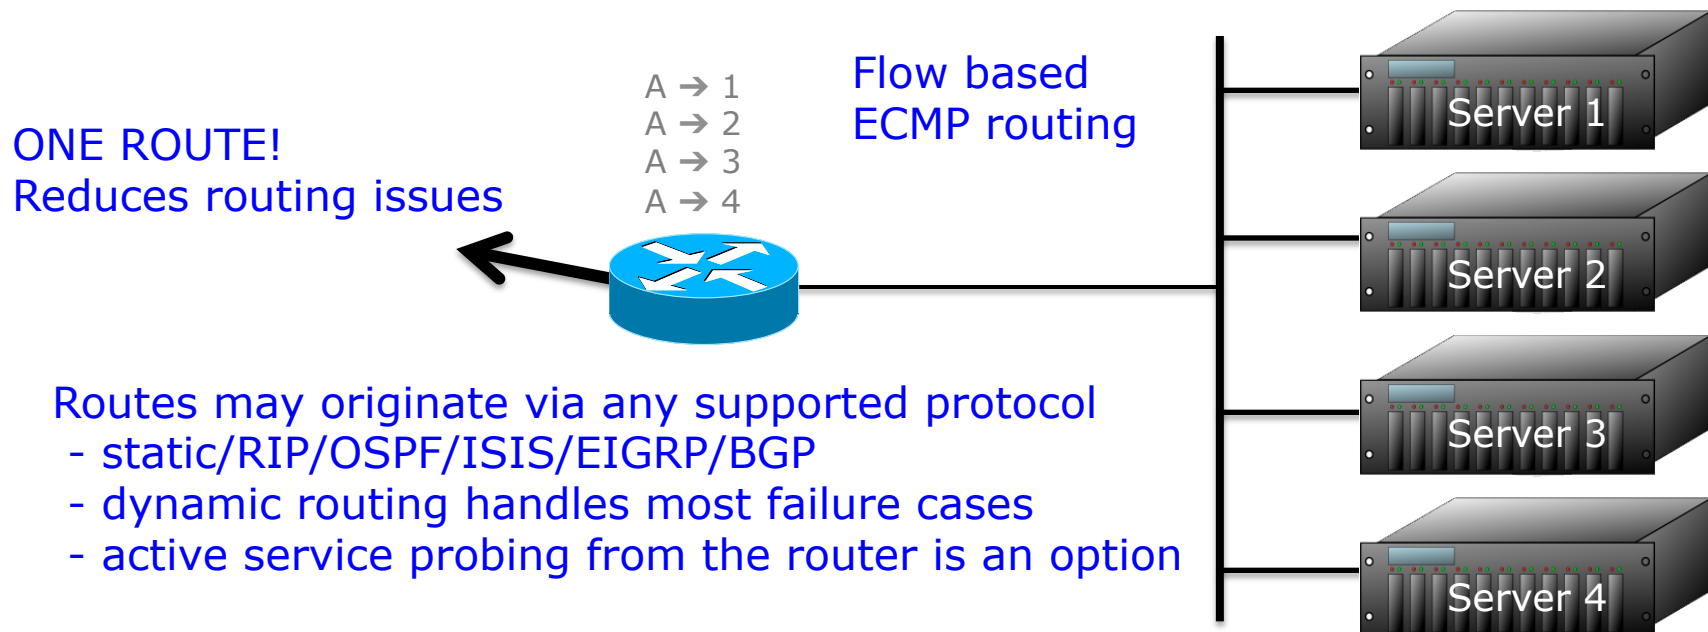 ONE ROUTE!
Reduces routing issues
A ➔ 1
A ➔ 2
A ➔ 3
A ➔ 4
Flow based
ECMP routing
Server 1
Server 2
Server 3
Server 4
Routes may originate via any supported protocol
- static/RIP/OSPF/ISIS/EIGRP/BGP
- dynamic routing handles most failure cases
- active service probing from the router is an option